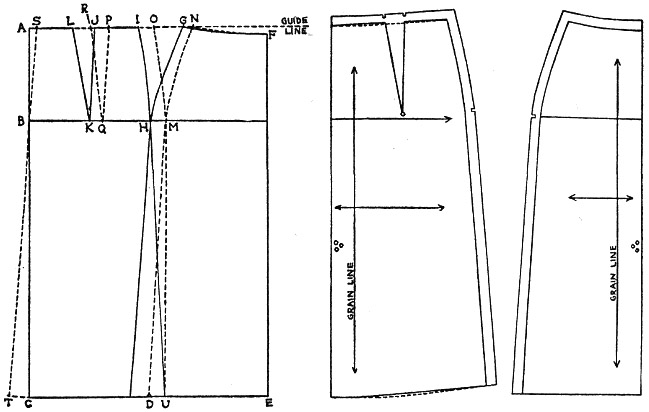 R
S L J P I O G N GUIDE
A LINE
F
B K Q H M
T C D U E
GRAIN LINE
GRAIN LINE